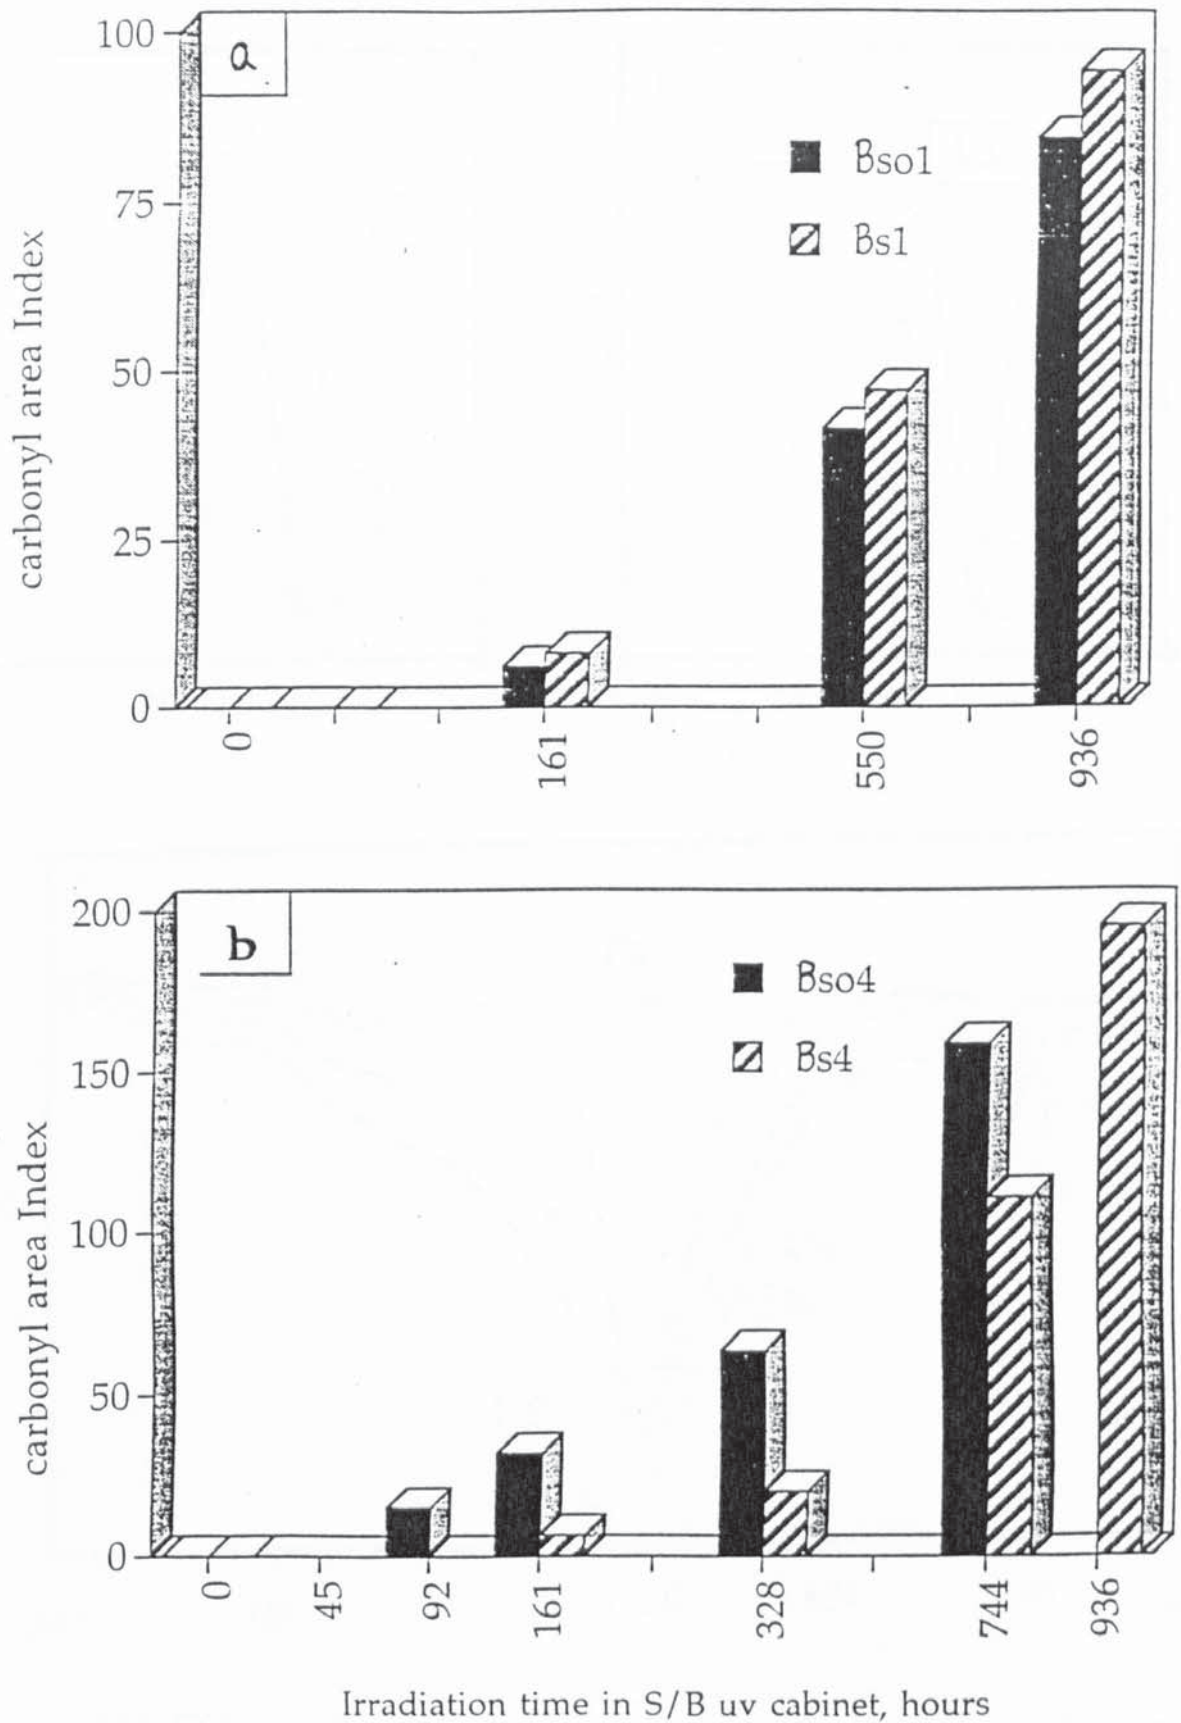 a
100
75
50
25
0
carbonyl area Index
Bso1
Bs1
0
161
550
936
b
200
150
100
50
0
carbonyl area Index
Bso4
Bs4
0
45
92
161
328
744
936
Irradiation time in S/B uv cabinet, hours